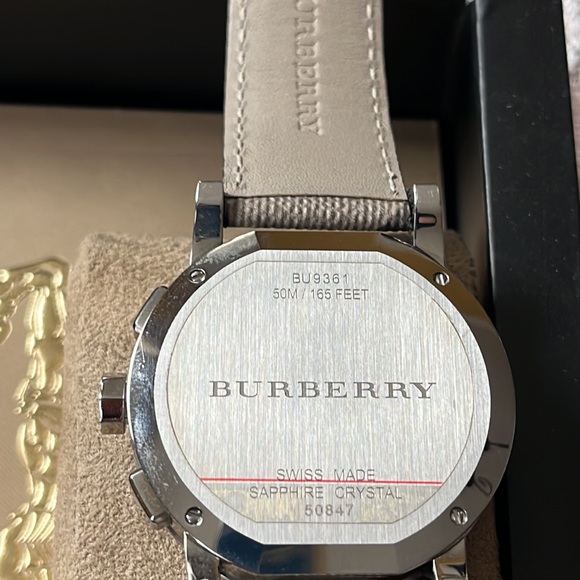 BURBERRY
BU9361
50M / 165 FEET
BURBERRY
SWISS MADE
SAPPHIRE CRYSTAL
50847